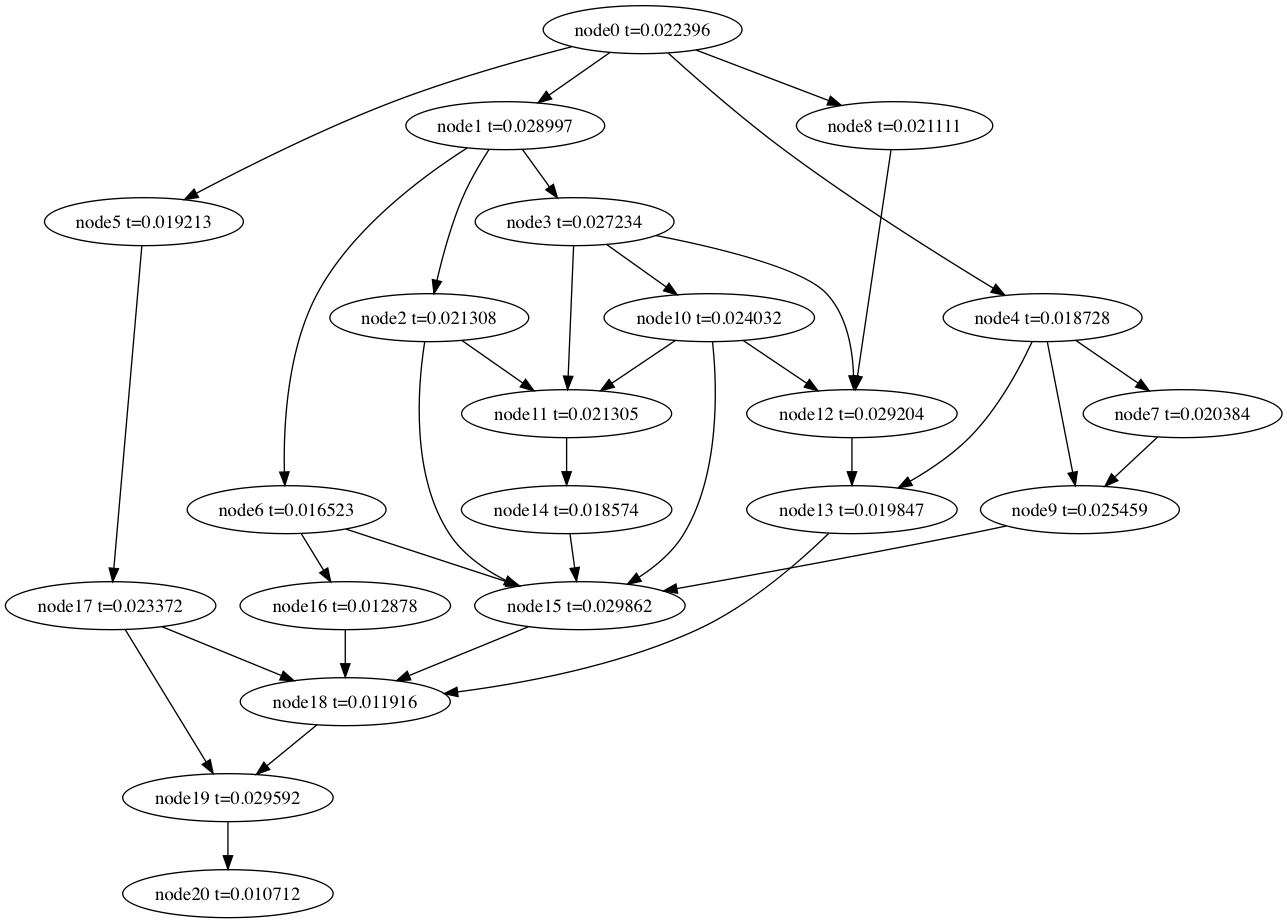 node0 t=0.022396
node1 t=0.028997
node8 t=0.021111
node5 t=0.019213
node3 t=0.027234
node2 t=0.021308
node10 t=0.024032
node4 t=0.018728
node11 t=0.021305
node12 t=0.029204
node7 t=0.020384
node6 t=0.016523
node14 t=0.018574
node13 t=0.019847
node9 t=0.025459
node17 t=0.023372
node16 t=0.012878
node15 t=0.029862
node18 t=0.011916
node19 t=0.029592
node20 t=0.010712